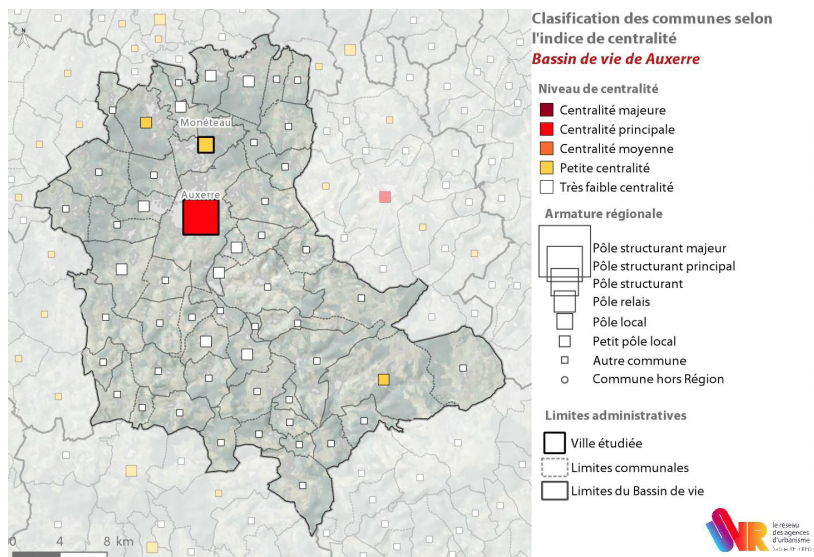 Clasification des communes selon
l'indice de centralité
Bassin de vie de Auxerre
Niveau de centralité
Centralité majeure
Centralité principale
Centralité moyenne
Petite centralité
Très faible centralité
Armature régionale
Pôle structurant majeur
Pôle structurant principal
Pôle structurant
Pôle relais
Pôle local
Petit pôle local
Autre commune
Commune hors Région
Limites administratives
Ville étudiée
Limites communales
Limites du Bassin de vie
N
Monéteau
Auxerre
0 4 8 km
le réseau
des agences
d'urbanisme